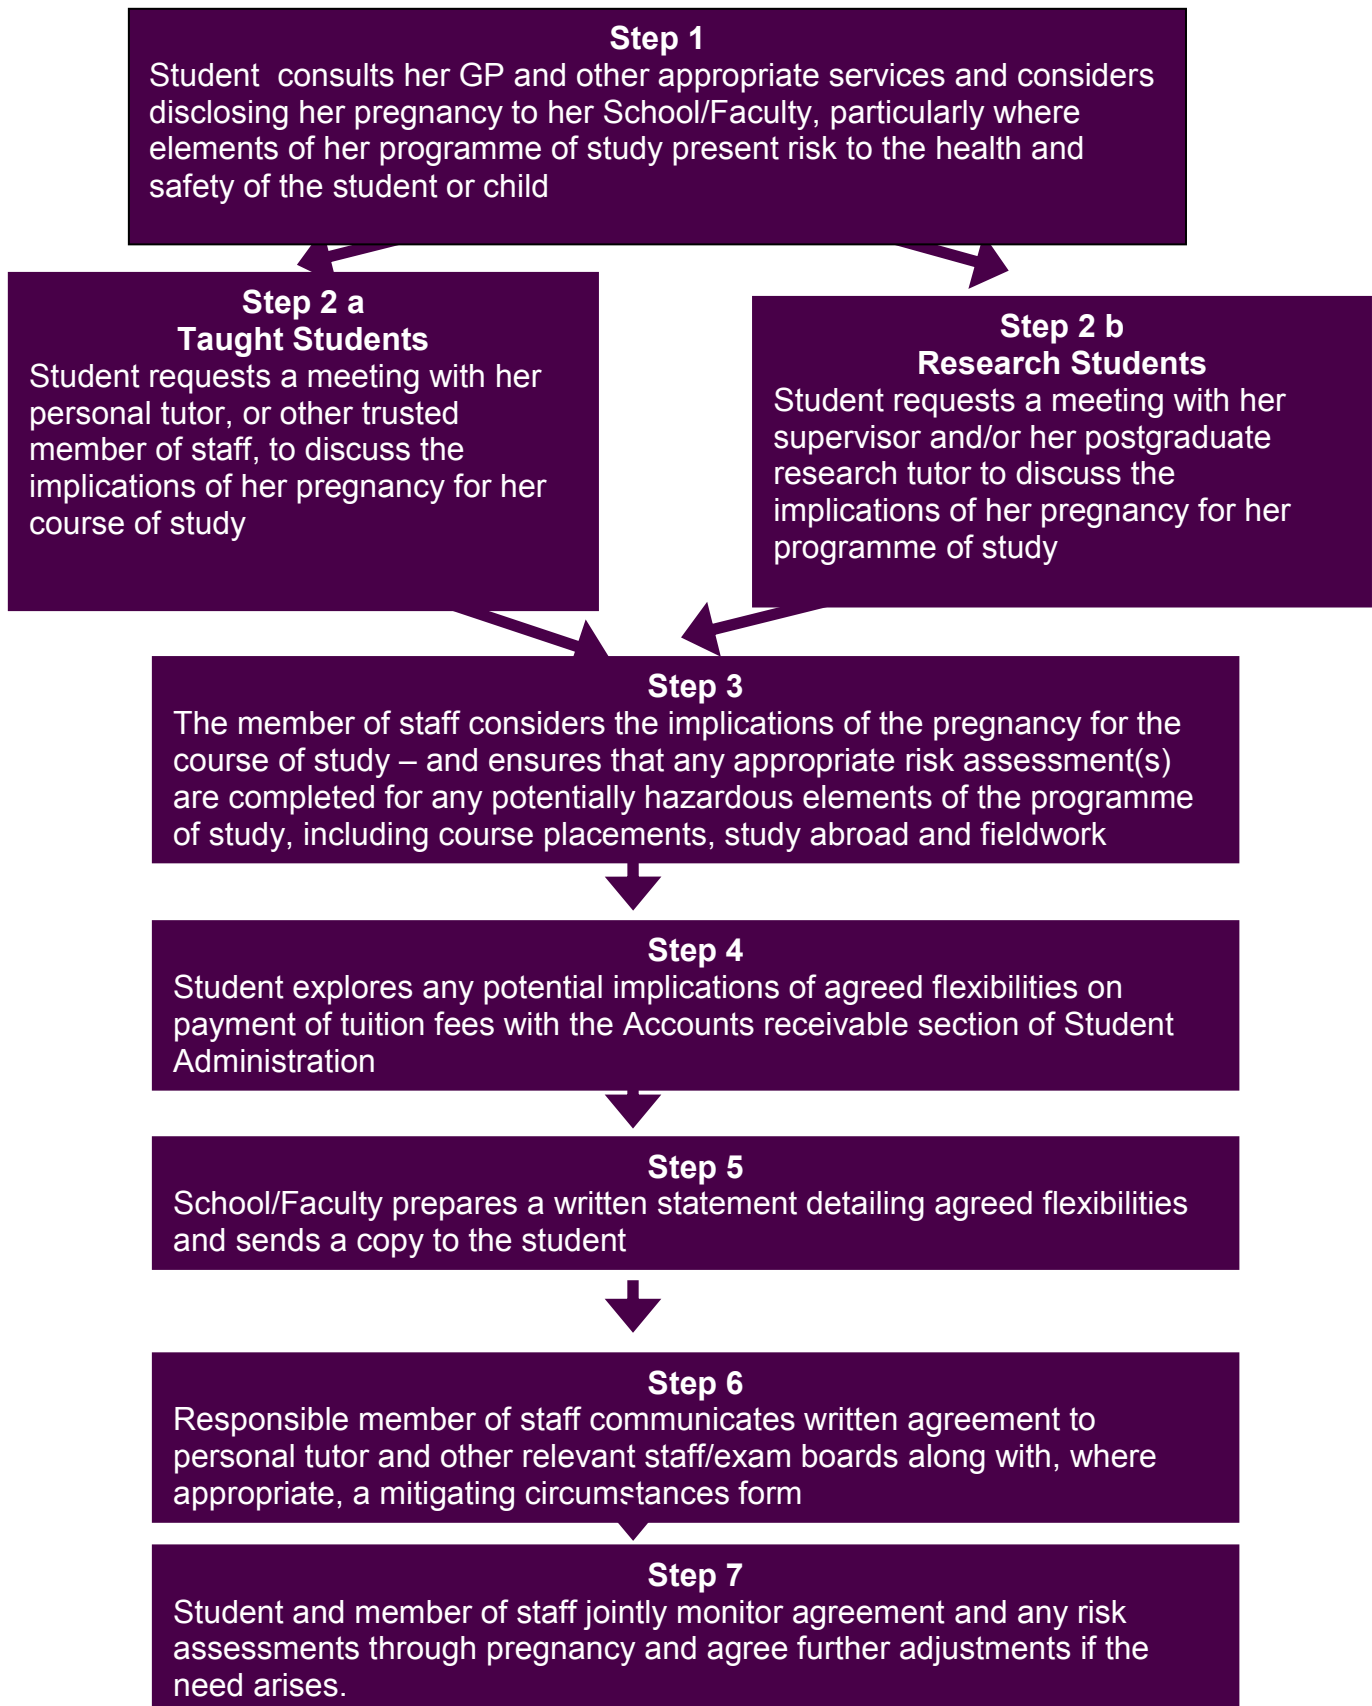 Step 1
Student  consults her GP and other appropriate services and considers
disclosing her pregnancy to her School/Faculty, particularly where
elements of her programme of study present risk to the health and
safety of the student or child
Step 2 a
Taught Students
Student requests a meeting with her
personal tutor, or other trusted
member of staff, to discuss the
implications of her pregnancy for her
course of study
Step 2 b
Research Students
Student requests a meeting with her
supervisor and/or her postgraduate
research tutor to discuss the
implications of her pregnancy for her
programme of study
Step 3
The member of staff considers the implications of the pregnancy for the
course of study – and ensures that any appropriate risk assessment(s)
are completed for any potentially hazardous elements of the programme
of study, including course placements, study abroad and fieldwork
Step 4
Student explores any potential implications of agreed flexibilities on
payment of tuition fees with the Accounts receivable section of Student
Administration
Step 5
School/Faculty prepares a written statement detailing agreed flexibilities
and sends a copy to the student
Step 6
Responsible member of staff communicates written agreement to
personal tutor and other relevant staff/exam boards along with, where
appropriate, a mitigating circumstances form
Step 7
Student and member of staff jointly monitor agreement and any risk
assessments through pregnancy and agree further adjustments if the
need arises.